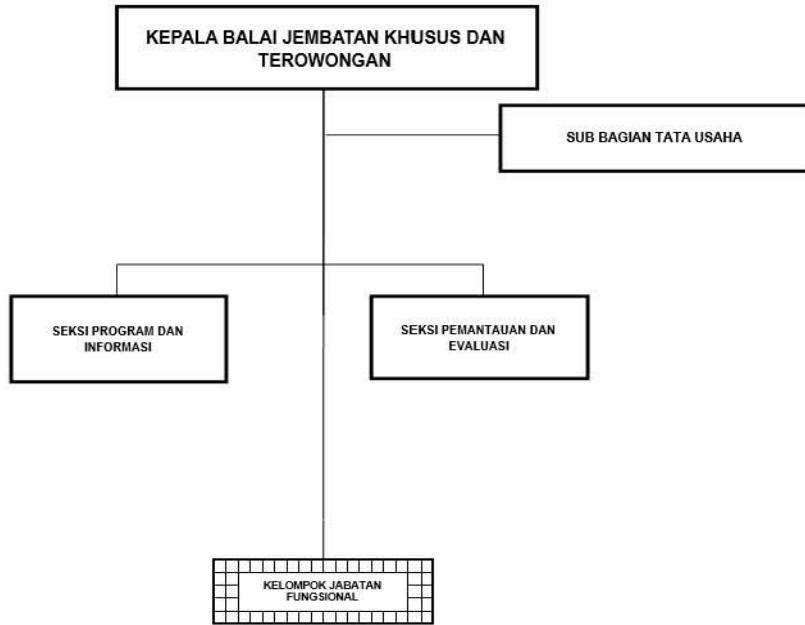 KEPALA BALAI JEMBATAN KHUSUS DAN
TEROWONGAN
SUB BAGIAN TATA USAHA
SEKSI PROGRAM DAN
INFORMASI
SEKSI PEMANTAUAN DAN
EVALUASI
KELOMPOK JABATAN
FUNGSIONAL